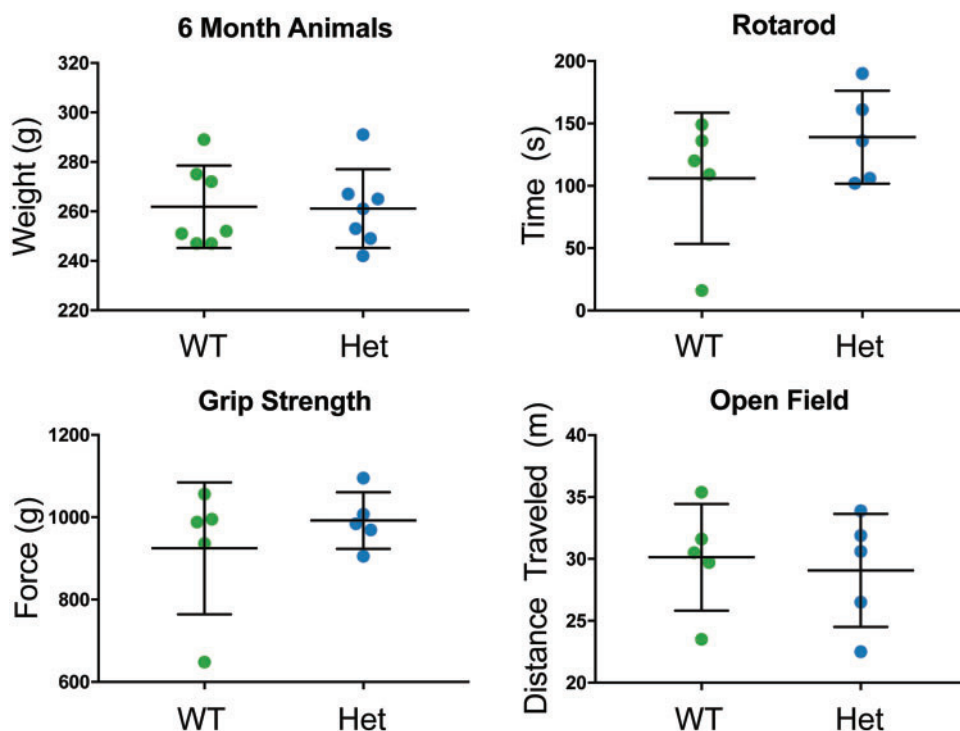 6 Month Animals
Weight (g)
320
300
280
260
240
220
WT Het
Rotarod
Time (s)
200
150
100
50
0
WT Het
Grip Strength
Force (g)
1200
1000
800
600
WT Het
Open Field
Distance Traveled (m)
40
35
30
25
20
WT Het